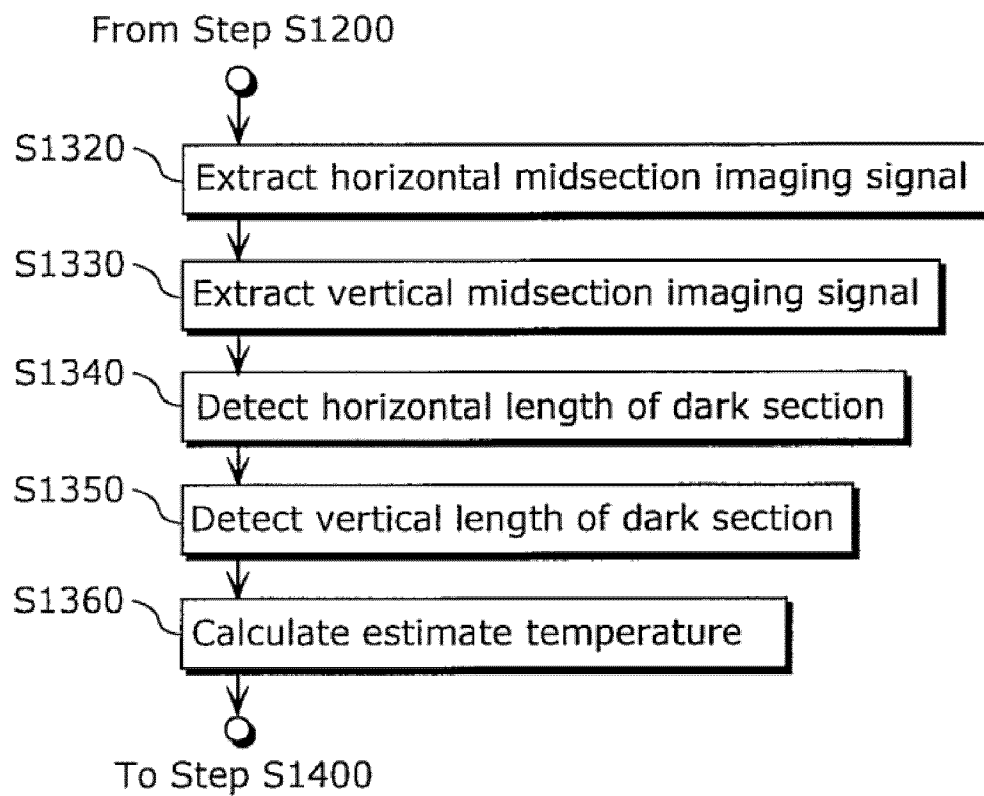 From Step S1200
S1320
Extract horizontal midsection imaging signal
S1330
Extract vertical midsection imaging signal
S1340
Detect horizontal length of dark section
S1350
Detect vertical length of dark section
S1360
Calculate estimate temperature
To Step S1400